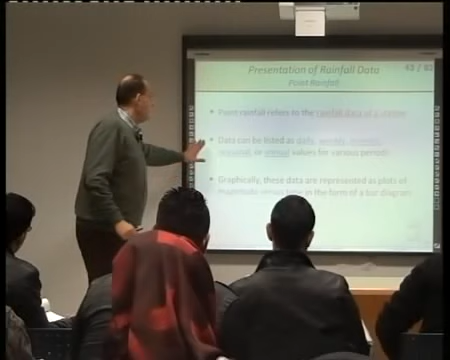 Presentation of Rainfall Data
43 / 93
Point Rainfall
Point rainfall refers to the rainfall data of a station
Data can be listed as daily, weekly, monthly,
seasonal, or annual values for various periods
Graphically, these data are represented as plots of
magnitude versus time in the form of a bar diagram